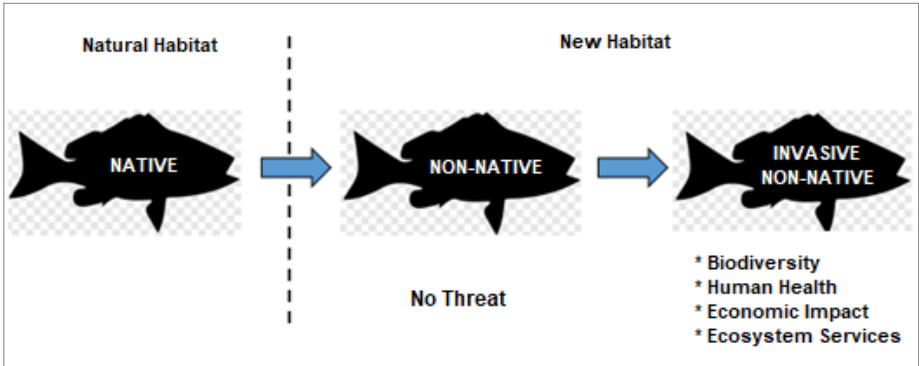 Natural Habitat
New Habitat
NATIVE
NON-NATIVE
INVASIVE
NON-NATIVE
No Threat
* Biodiversity
* Human Health
* Economic Impact
* Ecosystem Services